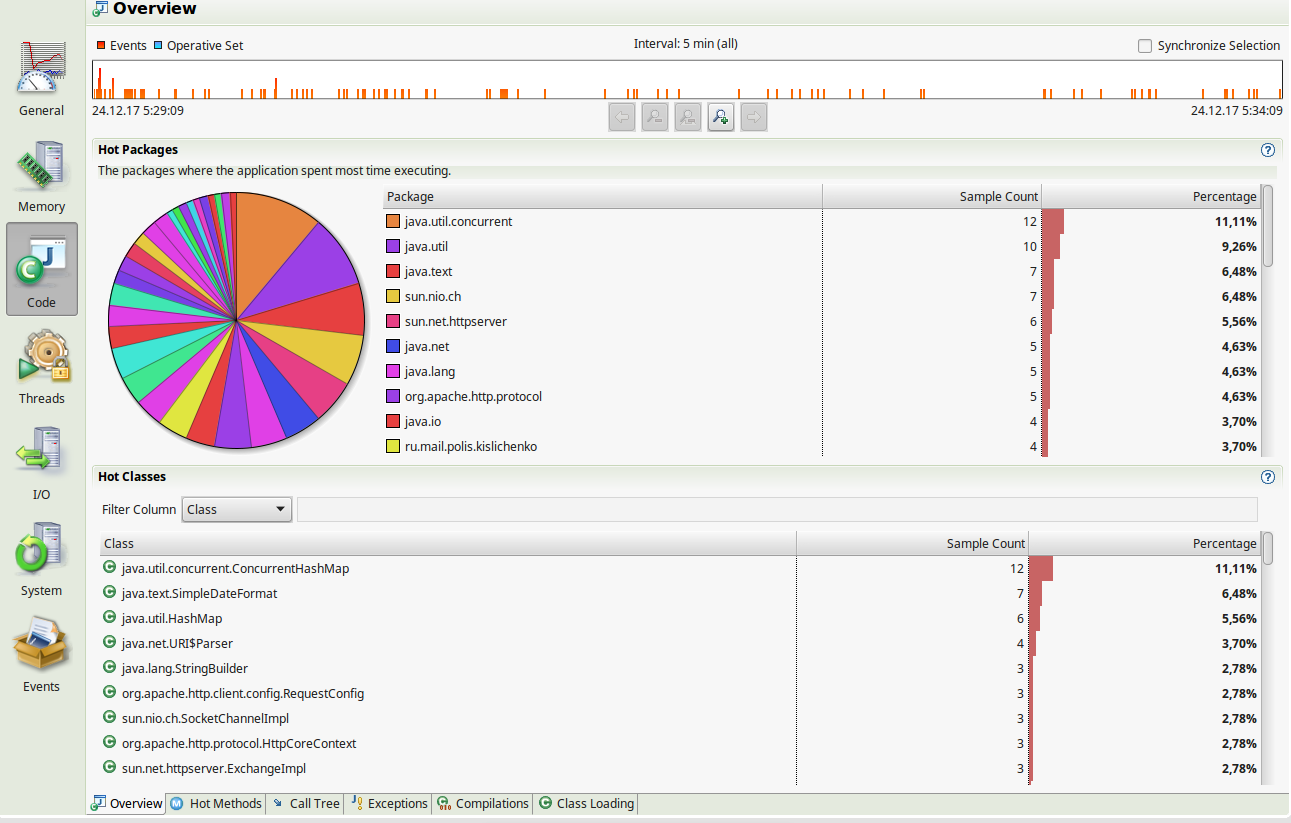 Overview
Events Operative Set Interval: 5 min (all) Synchronize Selection
24.12.17 5:29:09 24.12.17 5:34:09
General
Memory
Code
Threads
I/O
System
Events
Hot Packages
The packages where the application spent most time executing.
Package Sample Count Percentage
java.util.concurrent 12 11,11%
java.util 10 9,26%
java.text 7 6,48%
sun.nio.ch 7 6,48%
sun.net.httpserver 6 5,56%
java.net 5 4,63%
java.lang 5 4,63%
org.apache.http.protocol 5 4,63%
java.io 4 3,70%
ru.mail.polis.kislichenko 4 3,70%
Hot Classes
Filter Column Class
Class Sample Count Percentage
java.util.concurrent.ConcurrentHashMap 12 11,11%
java.text.SimpleDateFormat 7 6,48%
java.util.HashMap 6 5,56%
java.net.URI$Parser 4 3,70%
java.lang.StringBuilder 3 2,78%
org.apache.http.client.config.RequestConfig 3 2,78%
sun.nio.ch.SocketChannelImpl 3 2,78%
org.apache.http.protocol.HttpCoreContext 3 2,78%
sun.net.httpserver.ExchangeImpl 3 2,78%
Overview Hot Methods Call Tree Exceptions Compilations Class Loading